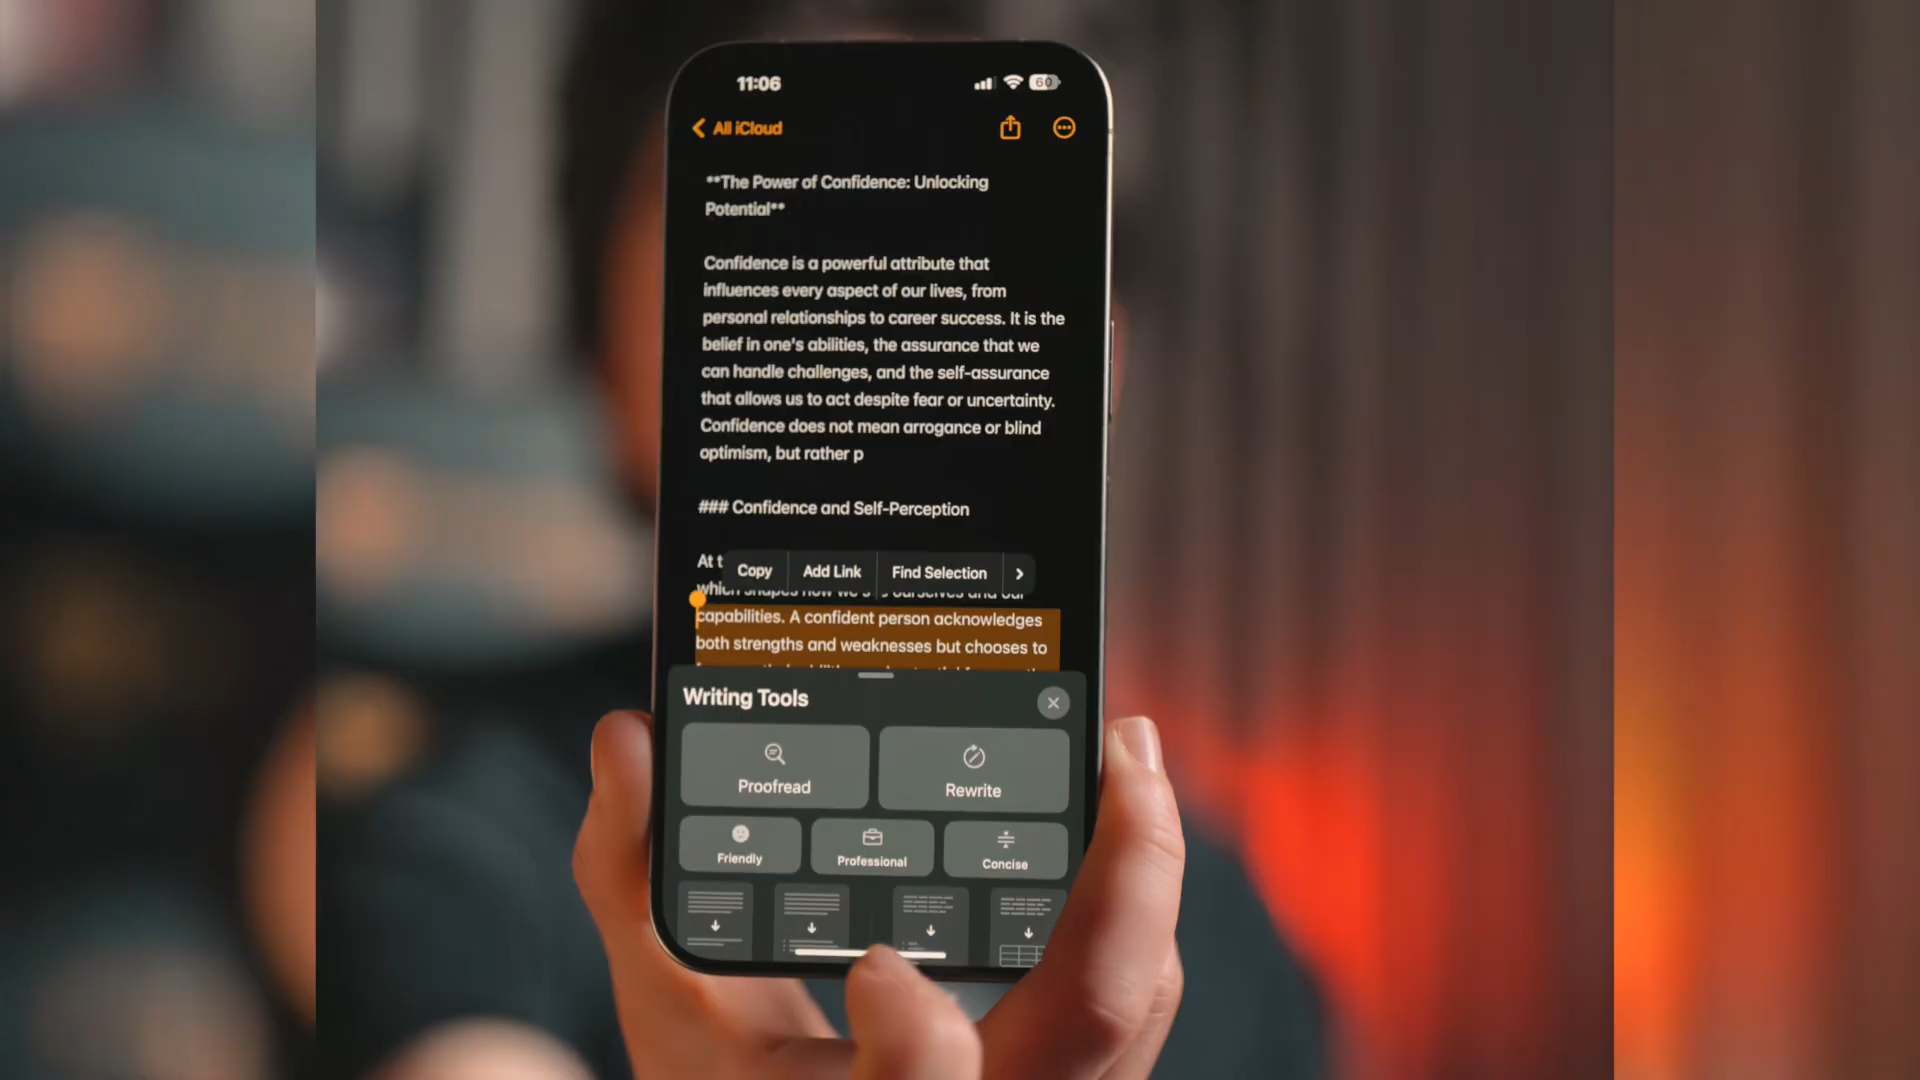 11:06
60
All iCloud
**The Power of Confidence: Unlocking
Potential**
Confidence is a powerful attribute that
influences every aspect of our lives, from
personal relationships to career success. It is the
belief in one's abilities, the assurance that we
can handle challenges, and the self-assurance
that allows us to act despite fear or uncertainty.
Confidence does not mean arrogance or blind
optimism, but rather p
### Confidence and Self-Perception
At t
Copy
Add Link
Find Selection
which shapes how we ourselves and our
capabilities. A confident person acknowledges
both strengths and weaknesses but chooses to
Writing Tools
Proofread
Rewrite
Friendly
Professional
Concise